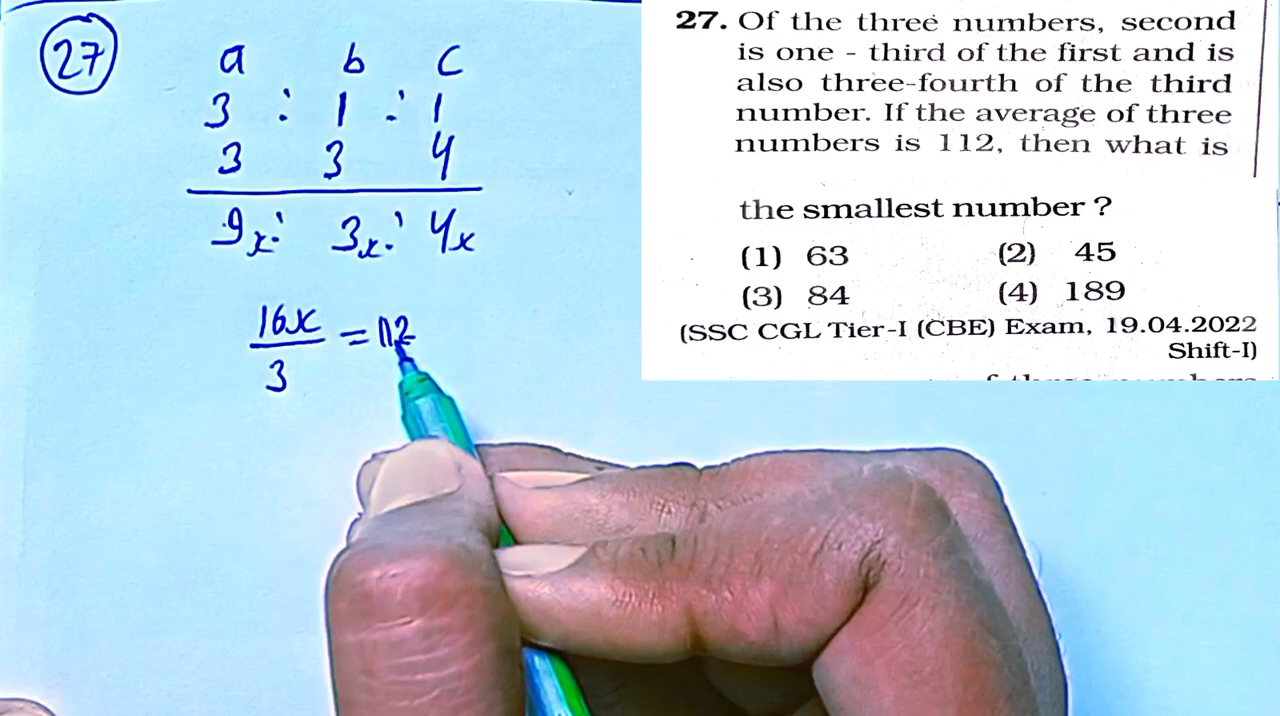 27
a b c
3 : 1 : 1
3 3 4
9x : 3x : 4x
16x
3
= 112
27. Of the three numbers, second
is one - third of the first and is
also three-fourth of the third
number. If the average of three
numbers is 112, then what is
the smallest number ?
(1) 63 (2) 45
(3) 84 (4) 189
(SSC CGL Tier-I (CBE) Exam, 19.04.2022
Shift-I)